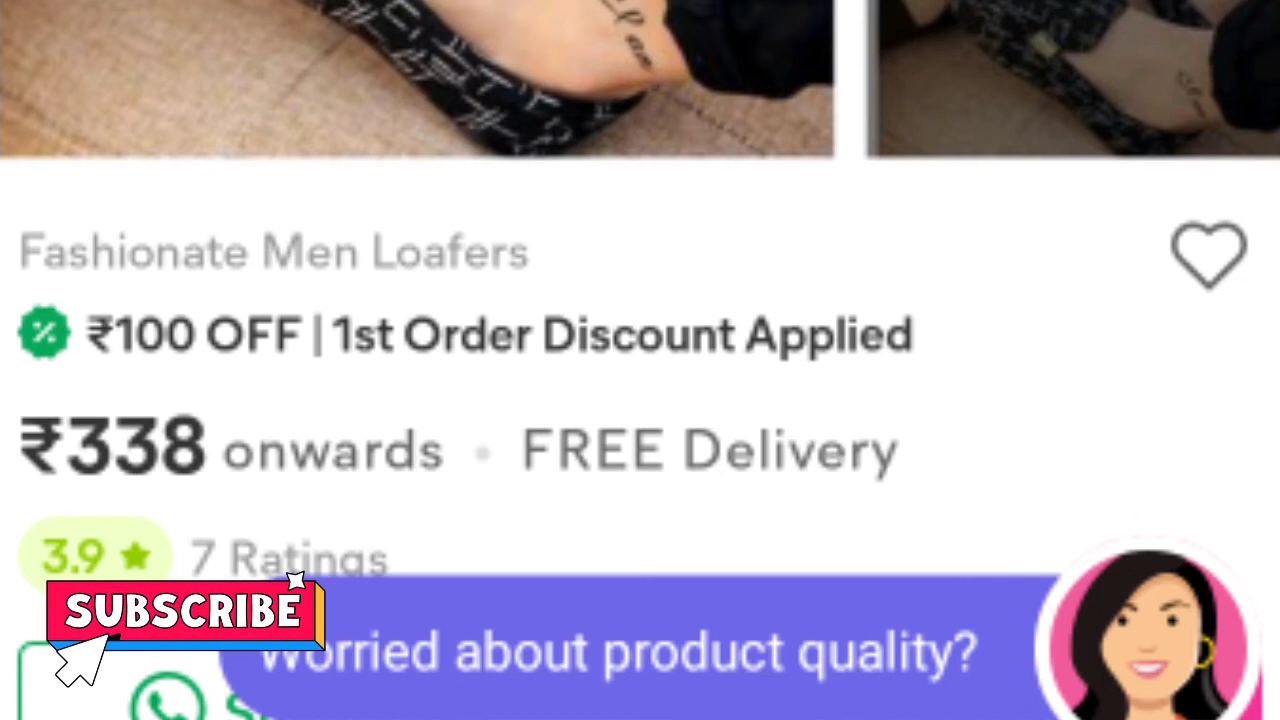 Fashionate Men Loafers
₹100 OFF | 1st Order Discount Applied
₹338 onwards • FREE Delivery
3.9 ★ 7 Ratings
SUBSCRIBE
Worried about product quality?